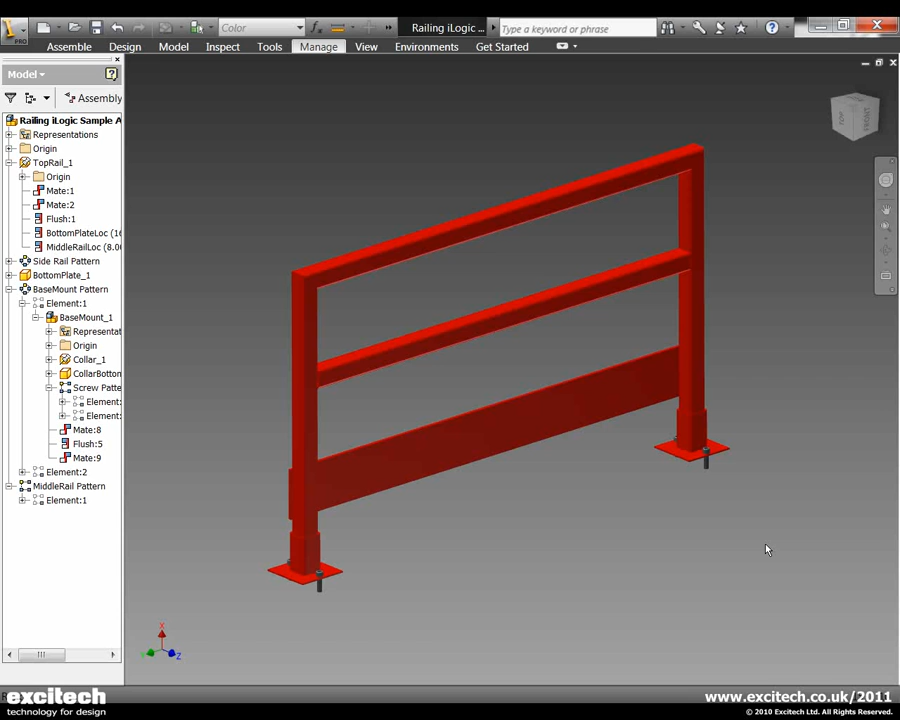 PRO
Color
Railing iLogic ...
Type a keyword or phrase
Assemble Design Model Inspect Tools Manage View Environments Get Started
Model
Assembly
Railing iLogic Sample A
Representations
Origin
TopRail_1
Origin
Mate:1
Mate:2
Flush:1
BottomPlateLoc (16
MiddleRailLoc (8.00
Side Rail Pattern
BottomPlate_1
BaseMount Pattern
Element:1
BaseMount_1
Representat
Origin
Collar_1
CollarBotton
Screw Patte
Element:
Element:
Mate:8
Flush:5
Mate:9
Element:2
MiddleRail Pattern
Element:1
FRONT
X
Z
excitech
technology for design
www.excitech.co.uk/2011
© 2010 Excitech Ltd. All Rights Reserved.